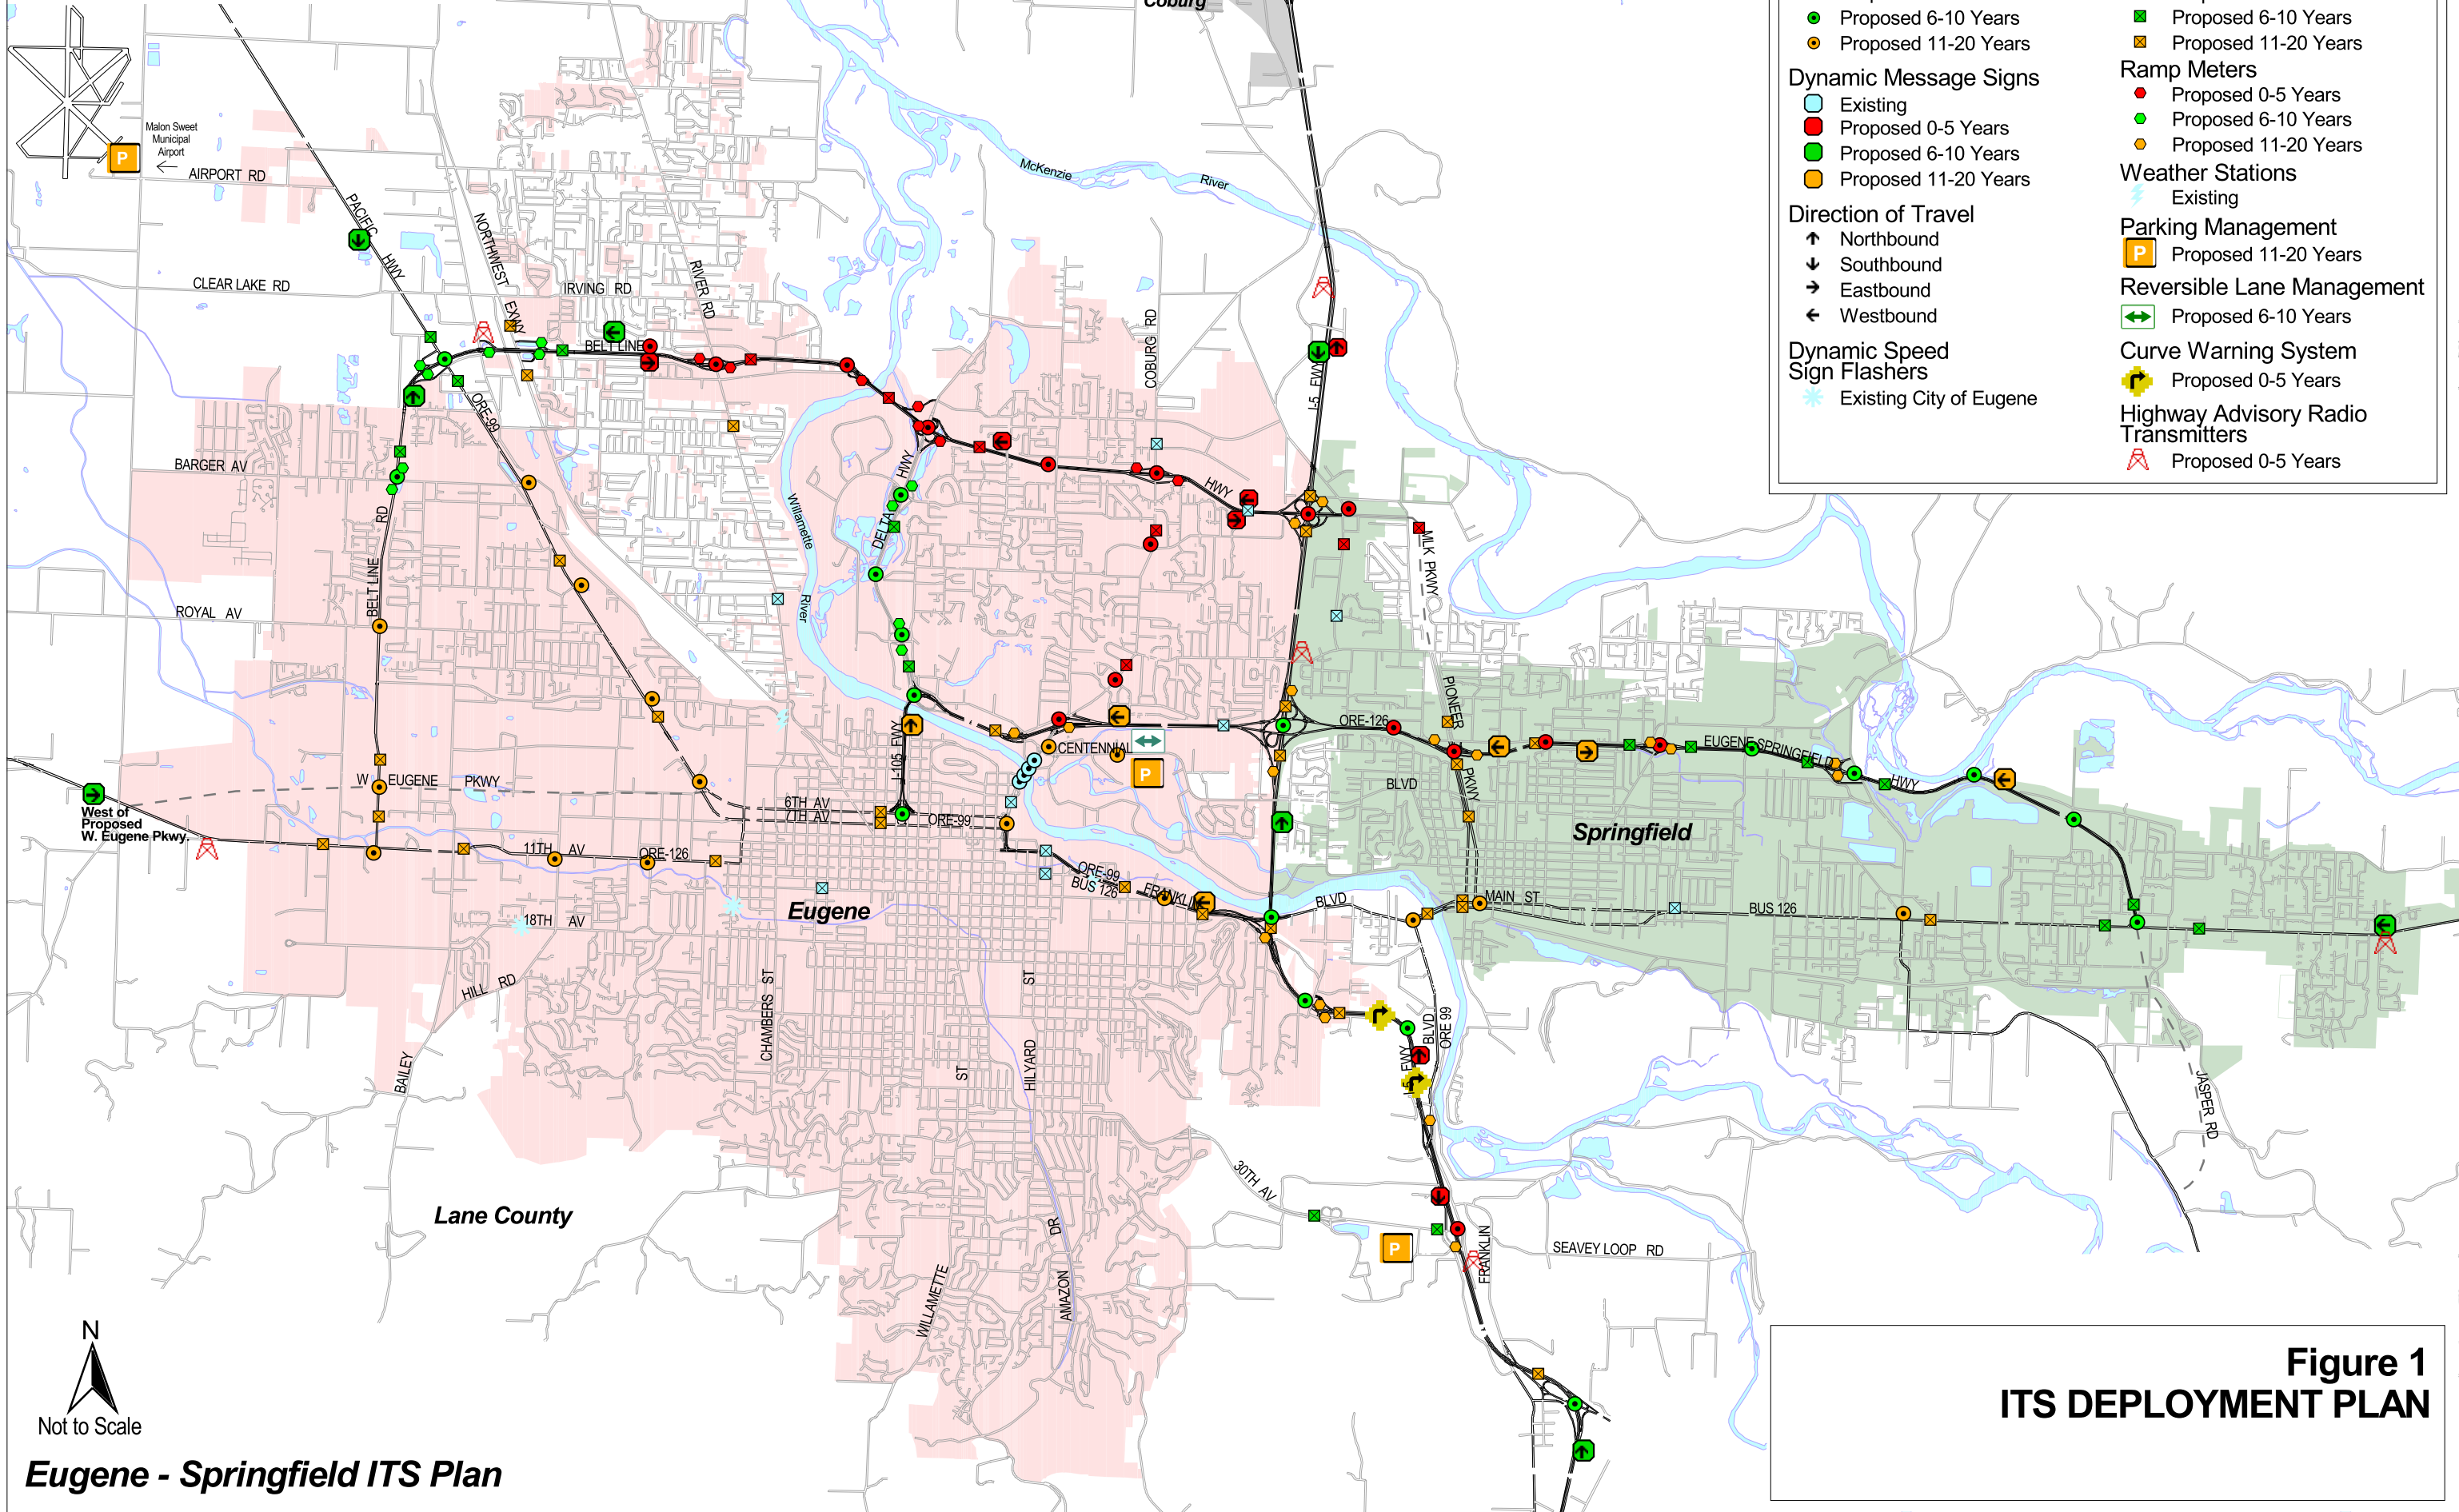 Coburg
Proposed 6-10 Years
Proposed 11-20 Years
Dynamic Message Signs
Existing
Proposed 0-5 Years
Proposed 6-10 Years
Proposed 11-20 Years
Direction of Travel
Northbound
Southbound
Eastbound
Westbound
Dynamic Speed
Sign Flashers
Existing City of Eugene
Proposed 6-10 Years
Proposed 11-20 Years
Ramp Meters
Proposed 0-5 Years
Proposed 6-10 Years
Proposed 11-20 Years
Weather Stations
Existing
Parking Management
P
Proposed 11-20 Years
Reversible Lane Management
Proposed 6-10 Years
Curve Warning System
Proposed 0-5 Years
Highway Advisory Radio
Transmitters
Proposed 0-5 Years
Malon Sweet
Municipal
Airport
P
AIRPORT RD
PACIFIC
HWY
NORTHWEST EXWY
RIVER RD
McKenzie
River
CLEAR LAKE RD
IRVING RD
BELT LINE
COBURG RD
I-5 FWY
ORE-99
BARGER AV
HWY
HWY
DELTA
Willamette
River
BELT LINE
RD
MLK PKWY
ROYAL AV
PIONEER
PKWY
I-105 FWY
ORE-126
CENTENNIAL
BLVD
P
EUGENE-SPRINGFIELD
HWY
W EUGENE PKWY
6TH AV
7TH AV
ORE-99
West of
Proposed
W. Eugene Pkwy.
Springfield
11TH AV
ORE-126
ORE-99
BUS 126
FRANKLIN
BLVD
MAIN ST
BUS 126
Eugene
18TH AV
HILL RD
BAILEY
CHAMBERS ST
ST
HILYARD
ST
I-5 FWY
BLVD
ORE 99
JASPER RD
30TH AV
Lane County
P
FRANKLIN
SEAVEY LOOP RD
WILLAMETTE
AMAZON
DR
N
Not to Scale
Eugene - Springfield ITS Plan
Figure 1
ITS DEPLOYMENT PLAN